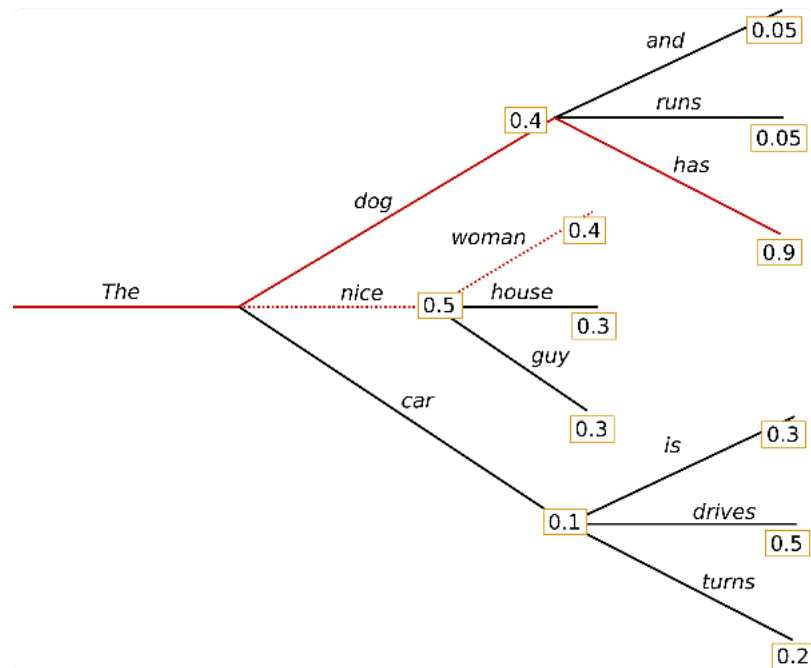 and
0.05
runs
0.4
0.05
has
dog
0.9
woman
0.4
The
nice
0.5
house
0.3
guy
0.3
car
is
0.3
0.1
drives
0.5
turns
0.2